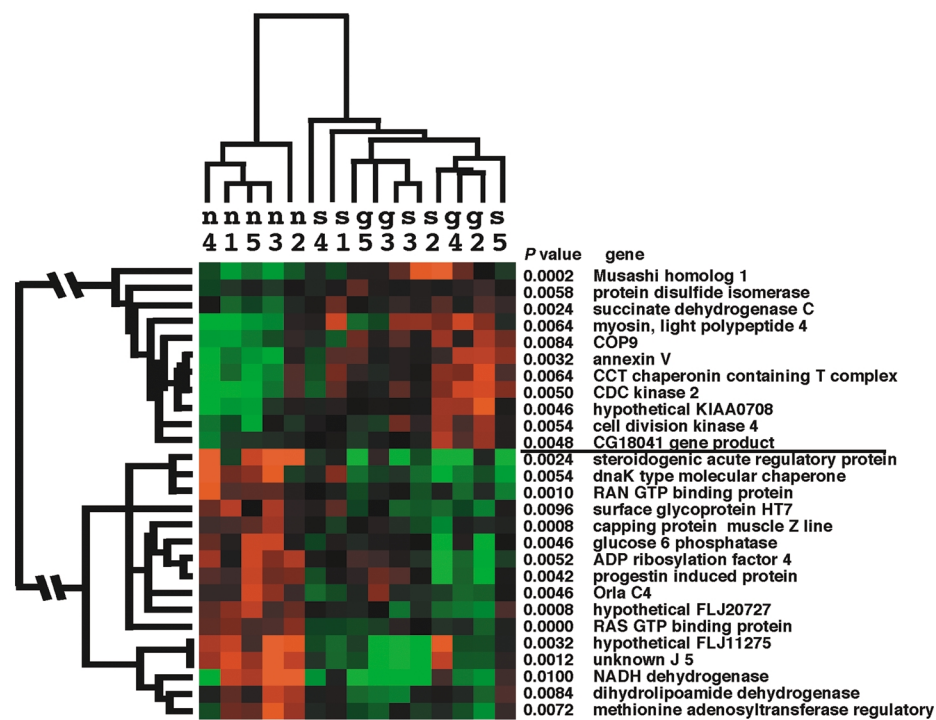 n n n n n s s g g s s g g s
4 1 5 3 2 4 1 5 3 3 2 4 2 5
P value gene
0.0002 Musashi homolog 1
0.0058 protein disulfide isomerase
0.0024 succinate dehydrogenase C
0.0064 myosin, light polypeptide 4
0.0084 COP9
0.0032 annexin V
0.0064 CCT chaperonin containing T complex
0.0050 CDC kinase 2
0.0046 hypothetical KIAA0708
0.0054 cell division kinase 4
0.0048 CG18041 gene product
0.0024 steroidogenic acute regulatory protein
0.0054 dnaK type molecular chaperone
0.0010 RAN GTP binding protein
0.0096 surface glycoprotein HT7
0.0008 capping protein muscle Z line
0.0046 glucose 6 phosphatase
0.0052 ADP ribosylation factor 4
0.0042 progestin induced protein
0.0046 Orla C4
0.0008 hypothetical FLJ20727
0.0000 RAS GTP binding protein
0.0032 hypothetical FLJ11275
0.0012 unknown J 5
0.0100 NADH dehydrogenase
0.0084 dihydrolipoamide dehydrogenase
0.0072 methionine adenosyltransferase regulatory